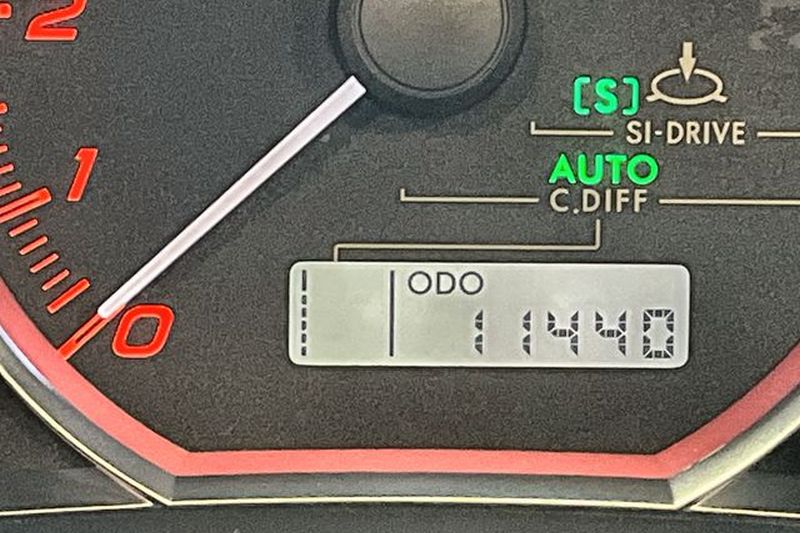 2
[S]
SI-DRIVE
1
AUTO
C.DIFF
ODO
11440
0